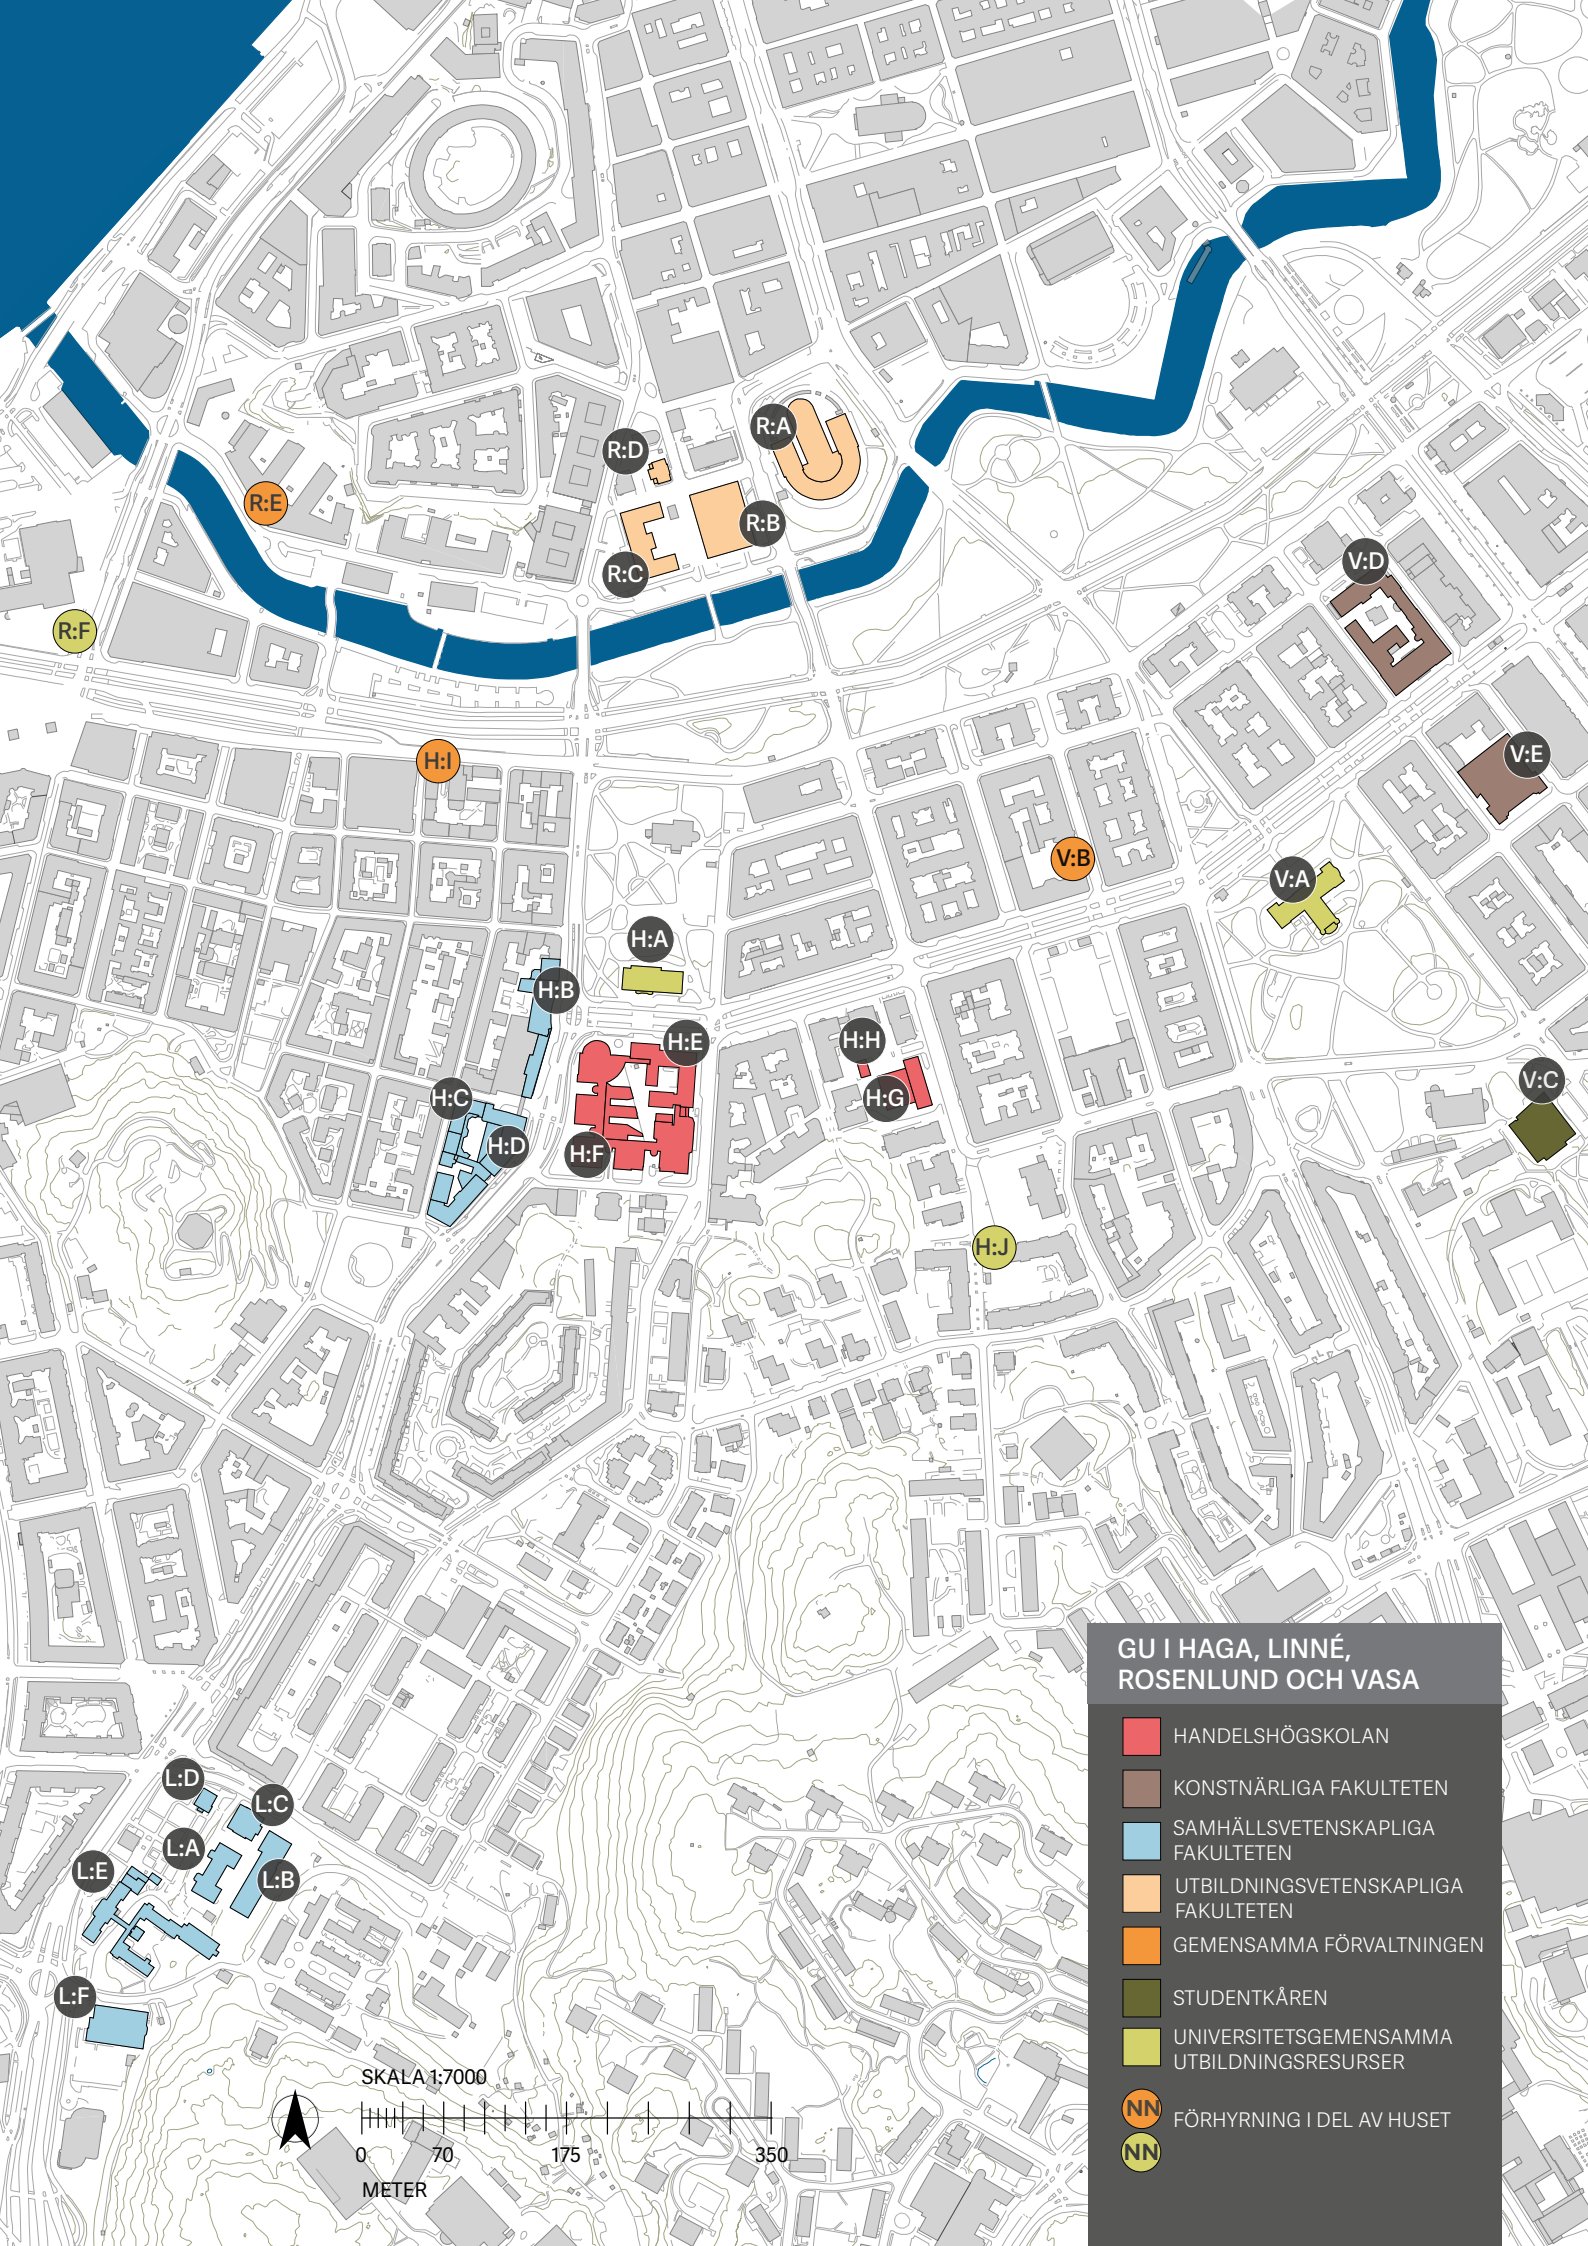 R:A
R:D
R:E
R:B
V:D
R:C
R:F
V:E
H:I
V:B
V:A
H:A
H:B
H:E
H:H
V:C
H:C
H:G
H:D
H:F
H:J
L:D
L:C
L:A
L:E
L:B
L:F
GU I HAGA, LINNÉ,
ROSENLUND OCH VASA
HANDELSHÖGSKOLAN
KONSTNÄRLIGA FAKULTETEN
SAMHÄLLSVETENSKAPLIGA
FAKULTETEN
UTBILDNINGSVETENSKAPLIGA
FAKULTETEN
GEMENSAMMA FÖRVALTNINGEN
STUDENTKÅREN
UNIVERSITETSGEMENSAMMA
UTBILDNINGSRESURSER
NN
FÖRHYRNING I DEL AV HUSET
NN
SKALA 1:7000
0 70 175 350
METER